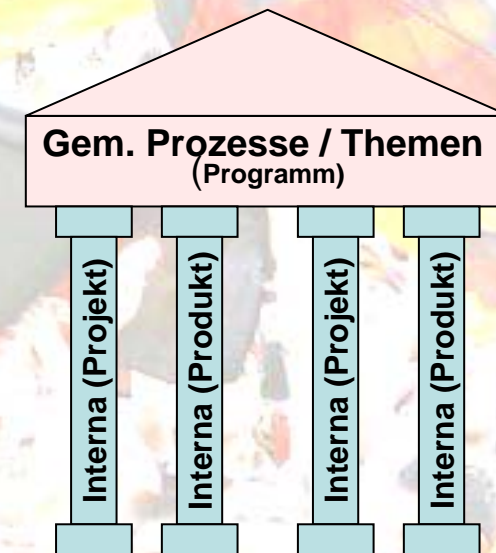 Gem. Prozesse / Themen
(Programm)
Interna (Projekt)
Interna (Produkt)
Interna (Projekt)
Interna (Produkt)